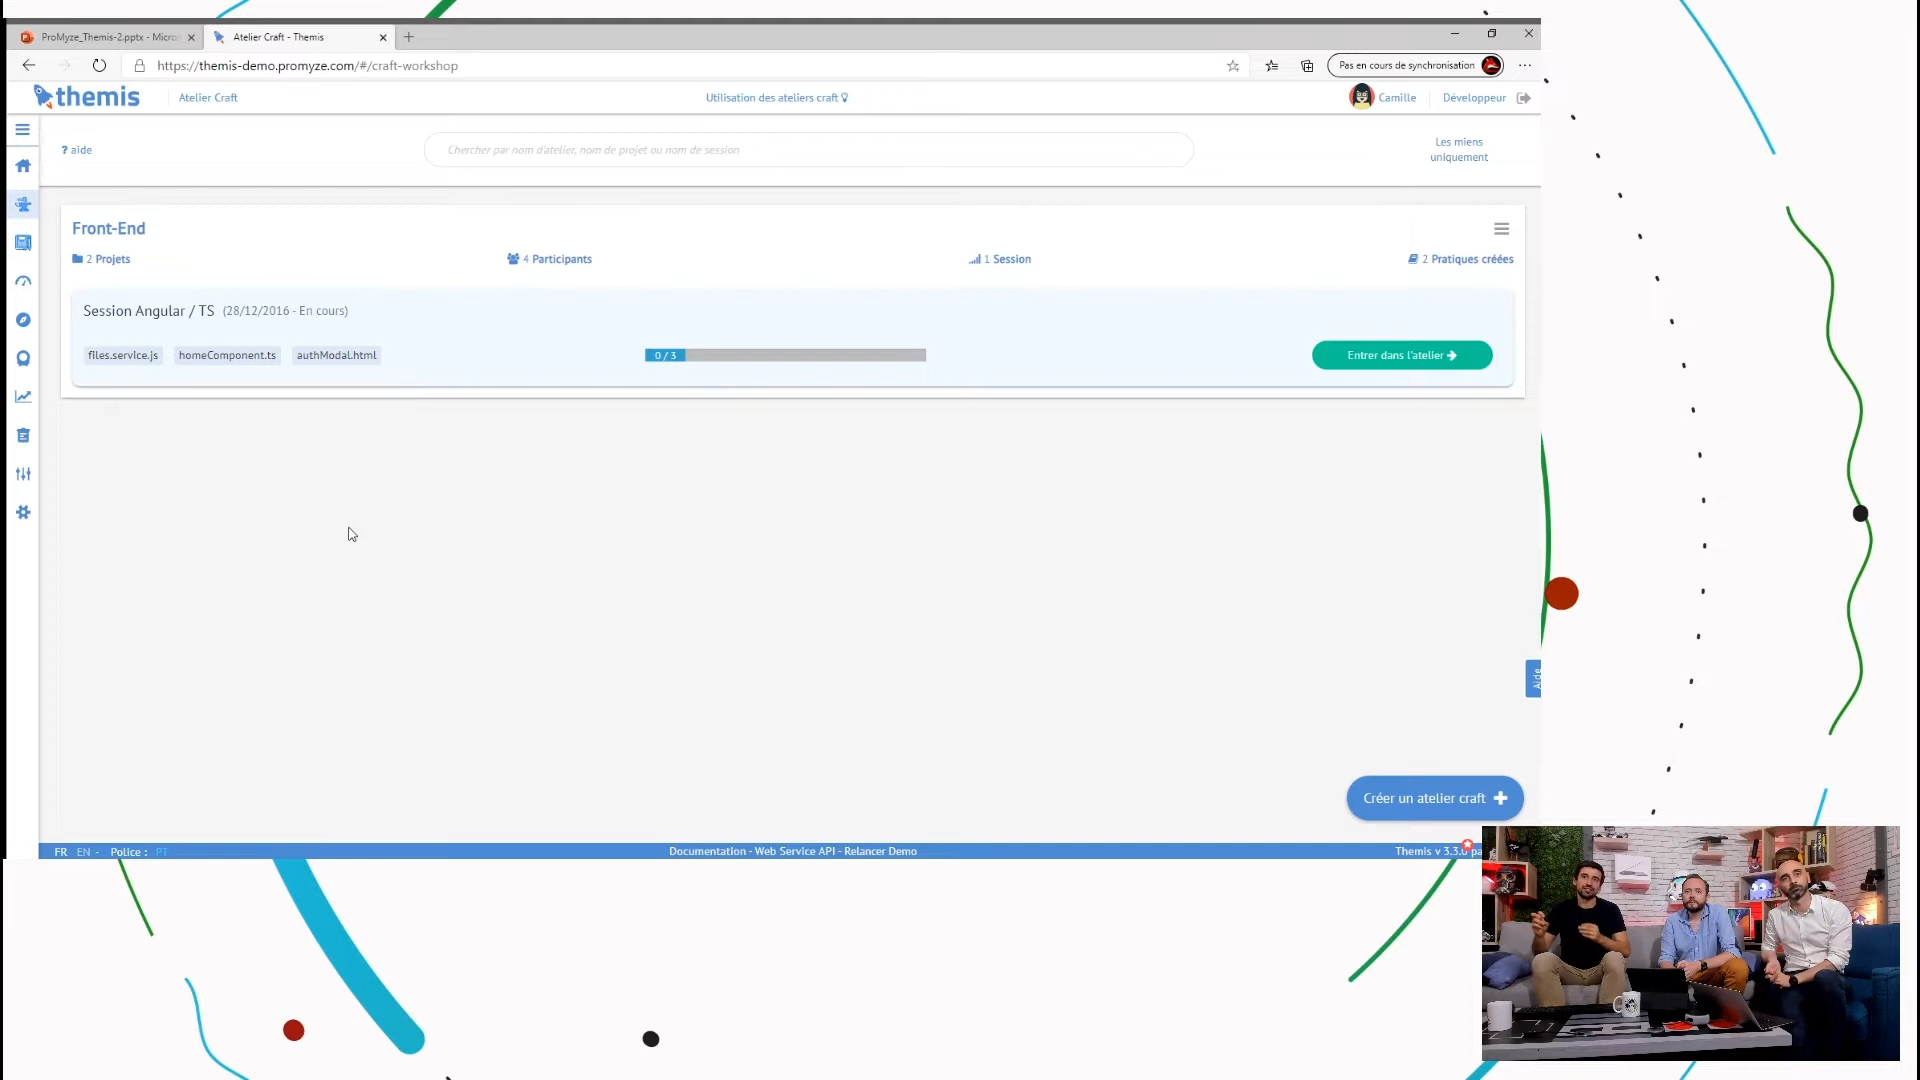 ProMyze_Themis-2.pptx - Micro
Atelier Craft - Themis
https://themis-demo.promyze.com/#/craft-workshop
Pas en cours de synchronisation
themis
Atelier Craft
Utilisation des ateliers craft
Camille
Développeur
? aide
Chercher par nom d'atelier, nom de projet ou nom de session
Les miens
uniquement
Front-End
2 Projets
4 Participants
1 Session
2 Pratiques créées
Session Angular / TS (28/12/2016 - En cours)
files.service.js
homeComponent.ts
authModal.html
0 / 3
Entrer dans l'atelier
Aide
Créer un atelier craft
FR EN - Police : PT
Documentation - Web Service API - Relancer Demo
Themis v 3.3.0 pa